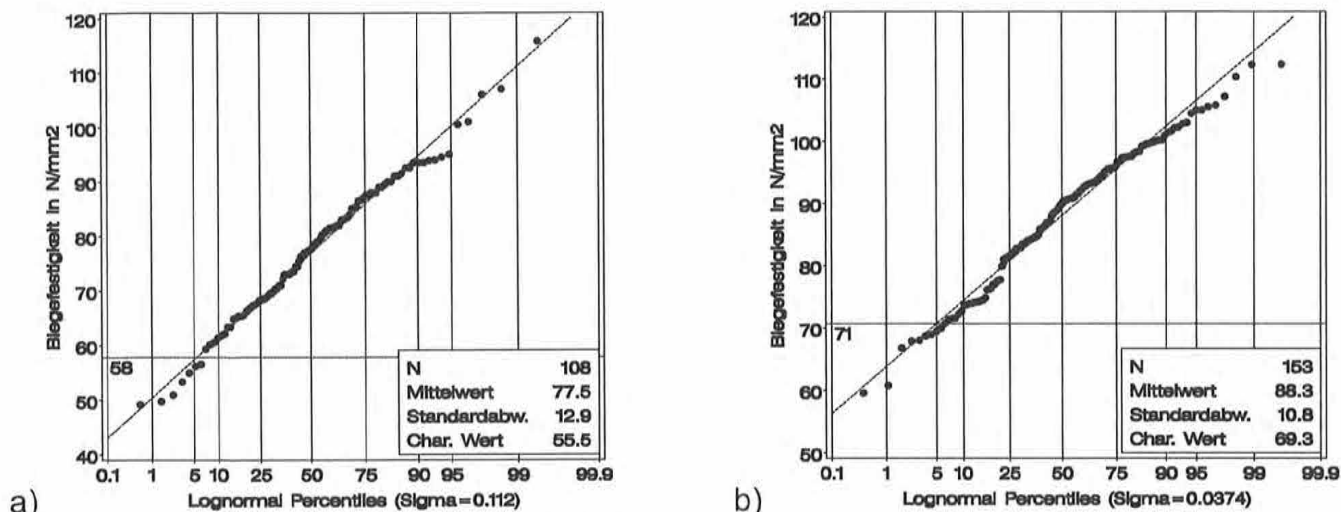 120
110
100
90
80
70
60
50
40
Biegefestigkeit in N/mm2
58
N 108
Mittelwert 77.5
Standardabw. 12.9
Char. Wert 55.5
0.1 1 5 10 25 50 75 90 95 99 99.9
Lognormal Percentiles (Sigma=0.112)
a)
120
110
100
90
80
70
60
50
Biegefestigkeit in N/mm2
71
N 153
Mittelwert 88.3
Standardabw. 10.8
Char. Wert 69.3
0.1 1 5 10 25 50 75 90 95 99 99.9
Lognormal Percentiles (Sigma=0.0374)
b)